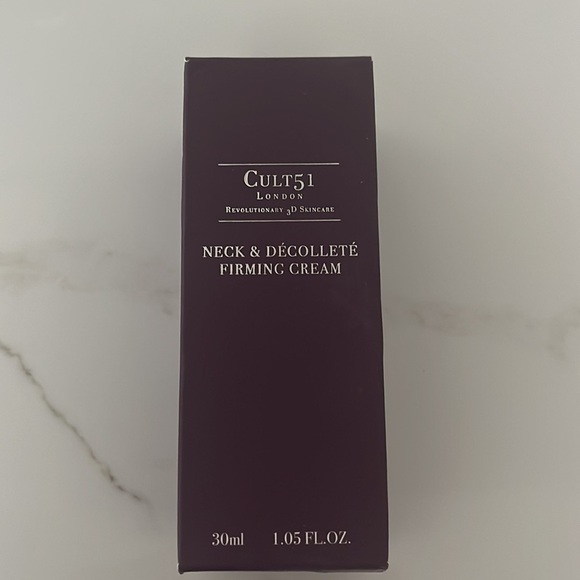 CULT51
LONDON
REVOLUTIONARY 3D SKINCARE
NECK & DÉCOLLETÉ
FIRMING CREAM
30ml 1.05 FL.OZ.